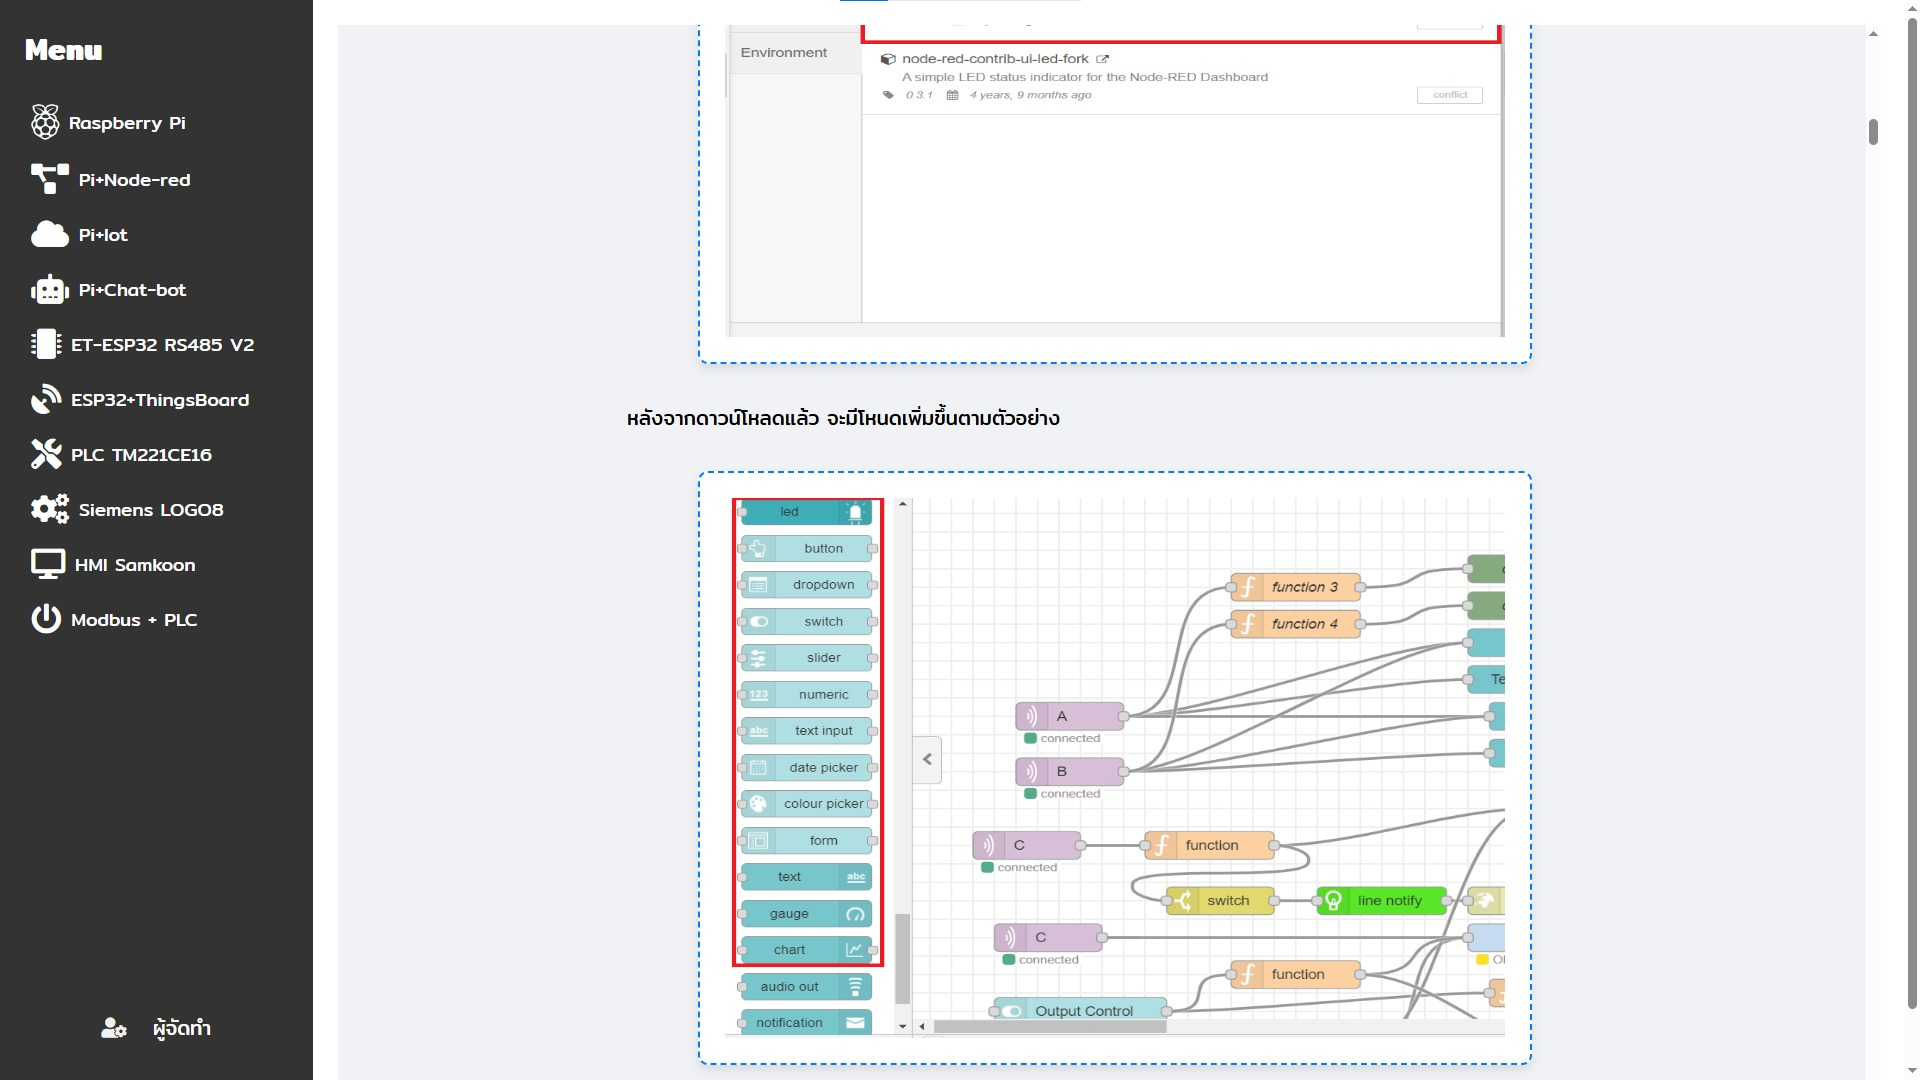 Menu
Raspberry Pi
Pi+Node-red
Pi+Iot
Pi+Chat-bot
ET-ESP32 RS485 V2
ESP32+ThingsBoard
PLC TM221CE16
Siemens LOGO8
HMI Samkoon
Modbus + PLC
ผู้จัดทำ
Environment
node-red-contrib-ui-led-fork
A simple LED status indicator for the Node-RED Dashboard
0.3.1 4 years, 9 months ago
conflict
หลังจากดาวน์โหลดแล้ว จะมีโหนดเพิ่มขึ้นตามตัวอย่าง
led
button
dropdown
switch
slider
123 numeric
abc text input
date picker
colour picker
form
text abc
gauge
chart
audio out
notification
function 3
function 4
Te
A
connected
B
connected
C
connected
function
switch
line notify
C
connected
function
Output Control